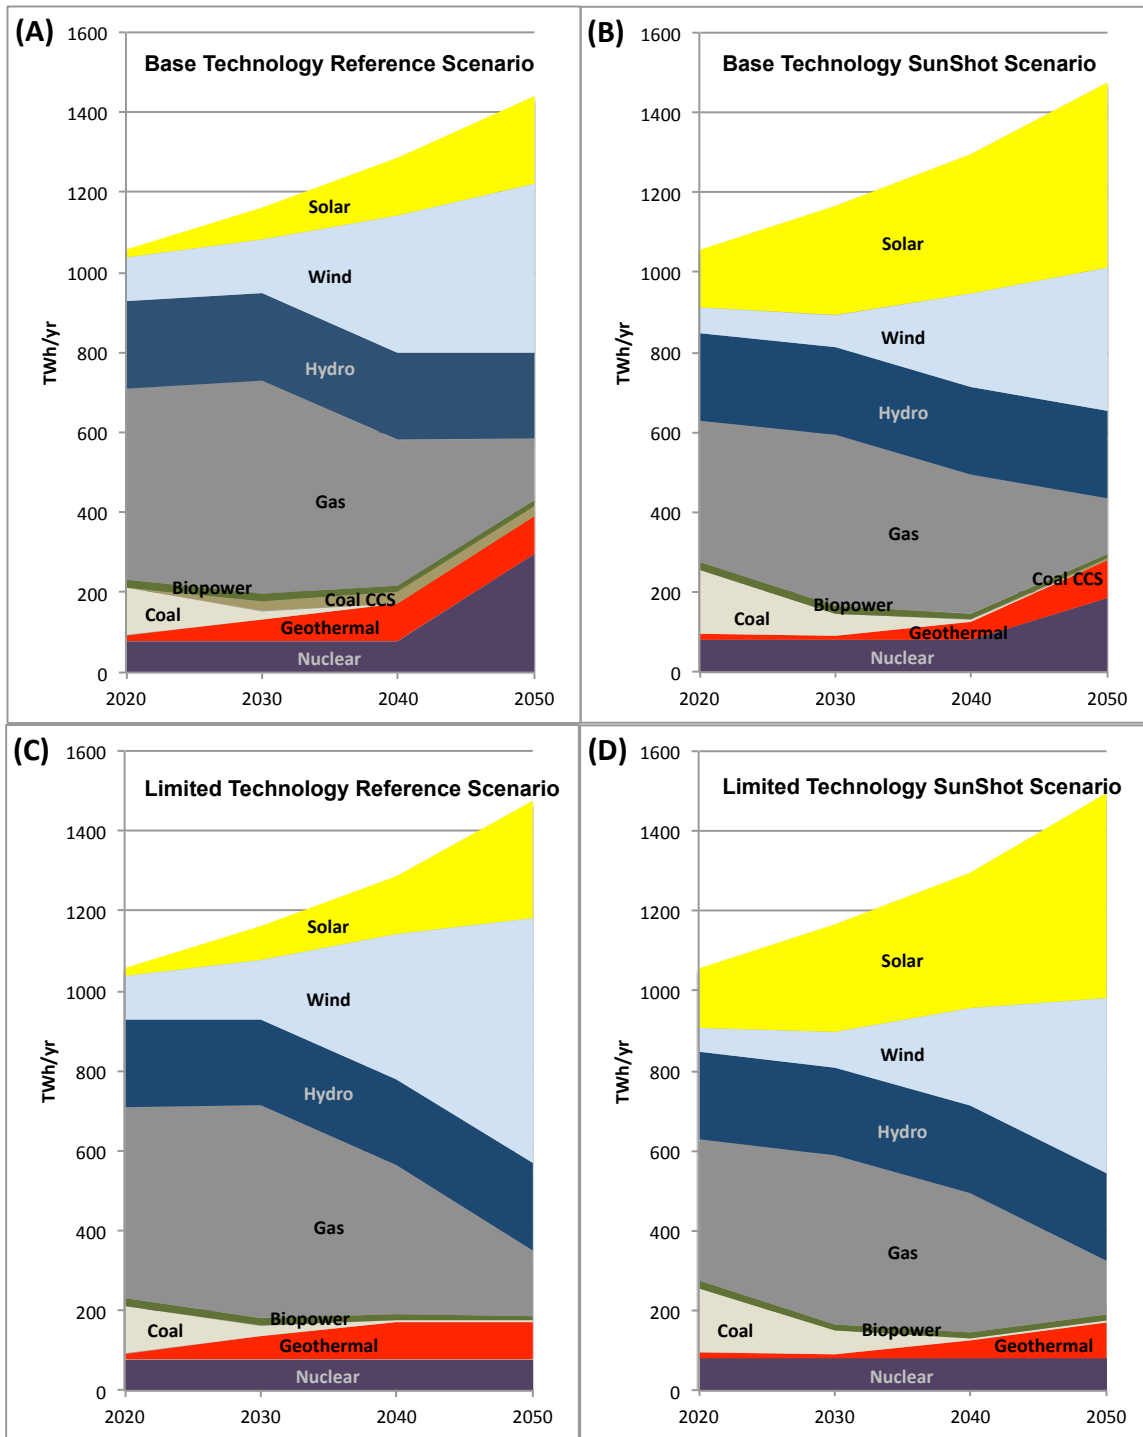 (A)
Base Technology Reference Scenario
1600
1400
1200
1000
800
600
400
200
0
TWh/yr
Solar
Wind
Hydro
Gas
Biopower
Coal CCS
Coal
Geothermal
Nuclear
2020 2030 2040 2050
(B)
Base Technology SunShot Scenario
1600
1400
1200
1000
800
600
400
200
0
TWh/yr
Solar
Wind
Hydro
Gas
Coal CCS
Biopower
Coal
Geothermal
Nuclear
2020 2030 2040 2050
(C)
Limited Technology Reference Scenario
1600
1400
1200
1000
800
600
400
200
0
TWh/yr
Solar
Wind
Hydro
Gas
Biopower
Coal
Geothermal
Nuclear
2020 2030 2040 2050
(D)
Limited Technology SunShot Scenario
1600
1400
1200
1000
800
600
400
200
0
TWh/yr
Solar
Wind
Hydro
Gas
Biopower
Coal
Geothermal
Nuclear
2020 2030 2040 2050